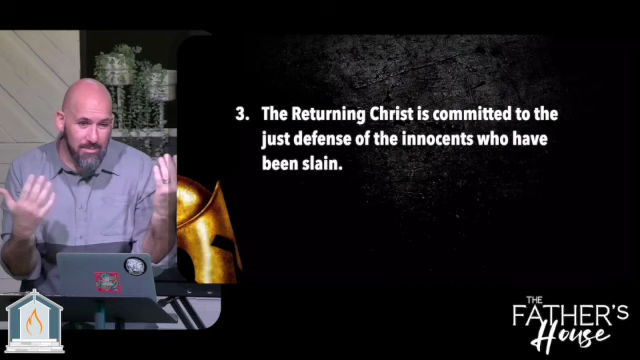 3. The Returning Christ is committed to the
just defense of the innocents who have
been slain.
THE
FATHER'S
House